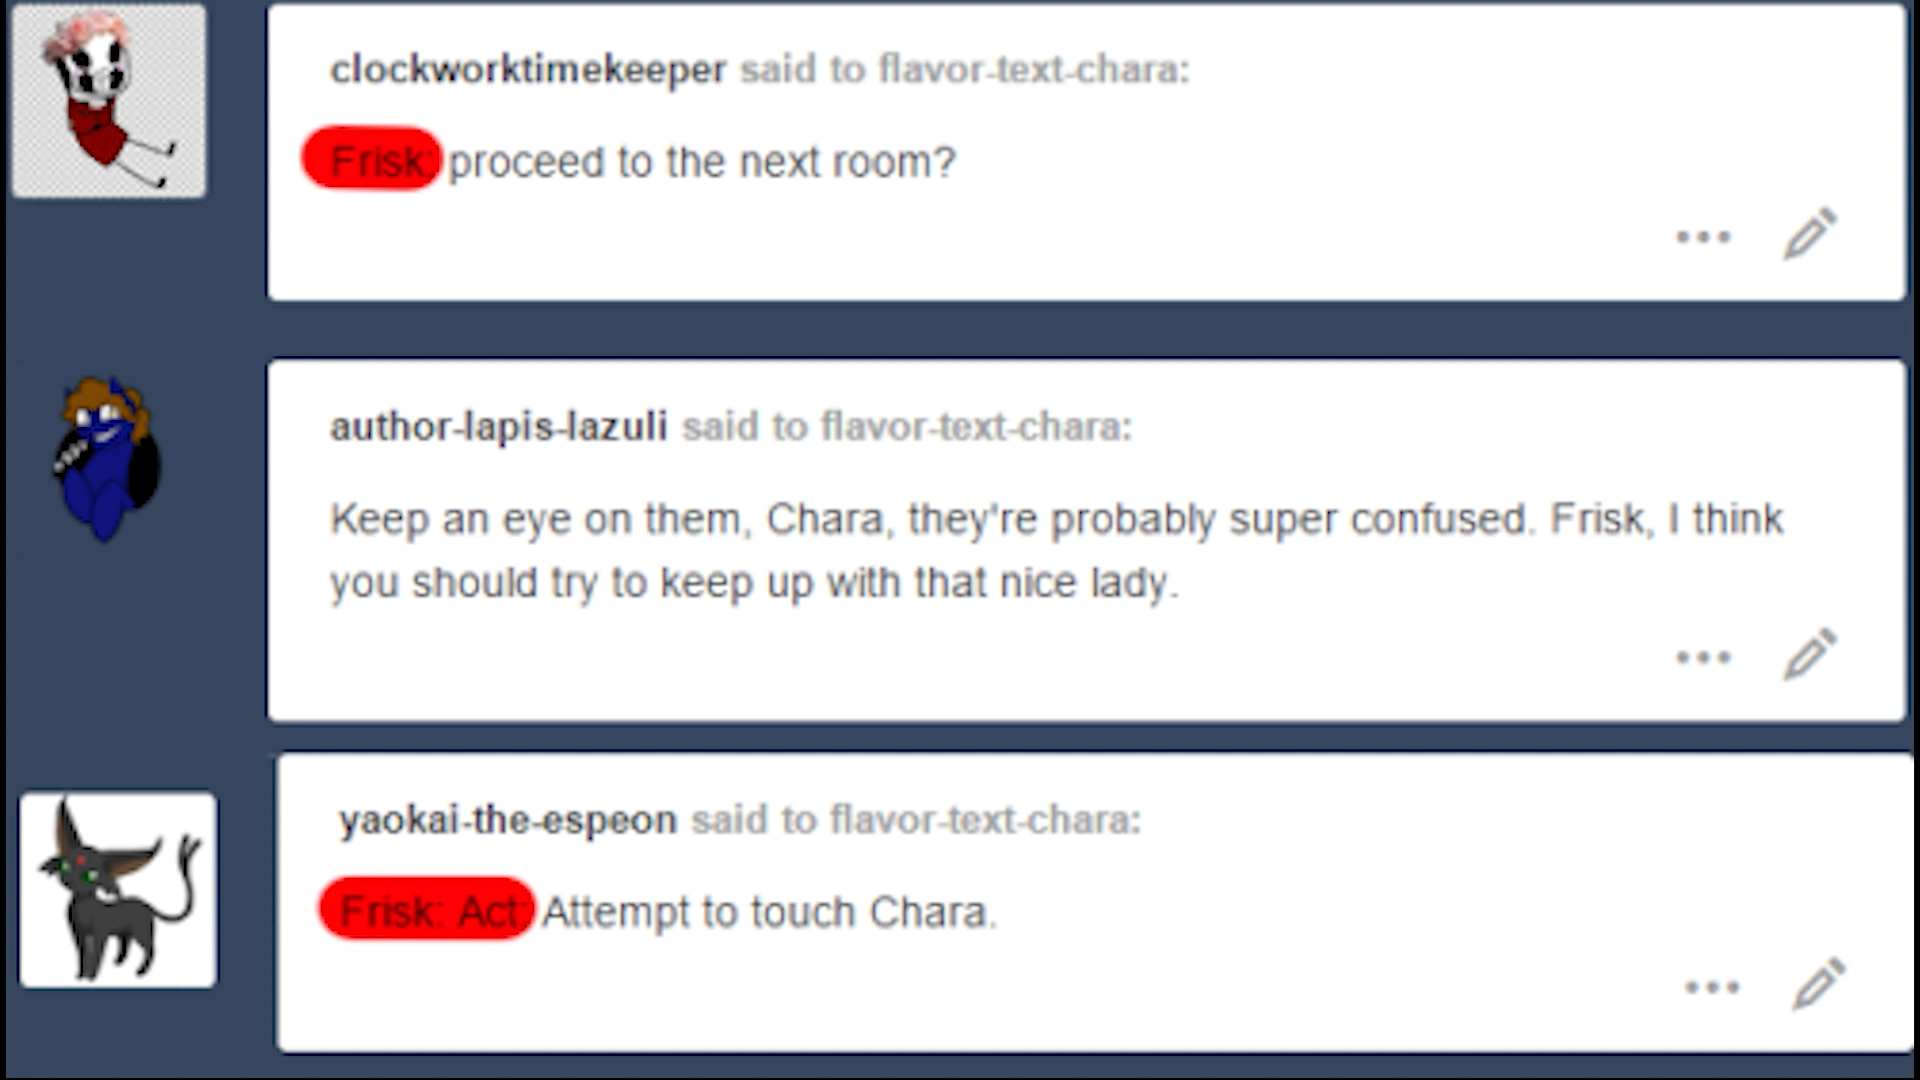 clockworktimekeeper said to flavor-text-chara:
Frisk: proceed to the next room?
author-lapis-lazuli said to flavor-text-chara:
Keep an eye on them, Chara, they're probably super confused. Frisk, I think
you should try to keep up with that nice lady.
yaokai-the-espeon said to flavor-text-chara:
Frisk: Act: Attempt to touch Chara.